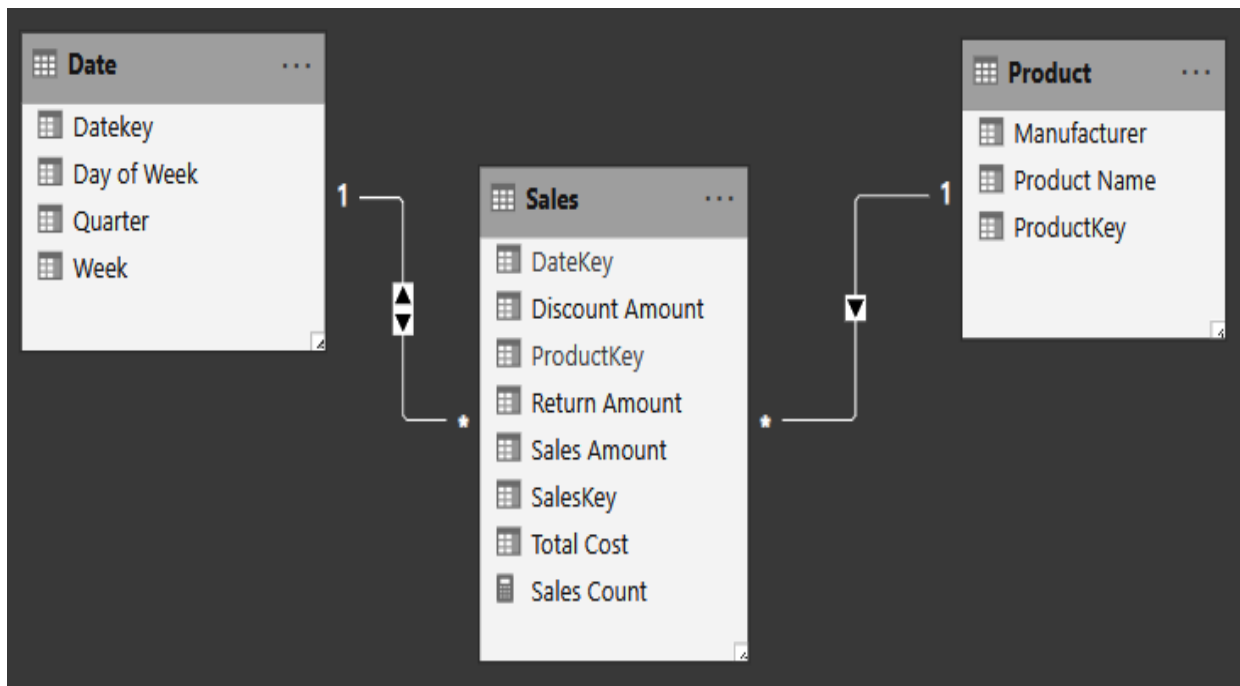 Date ...
Datekey
Day of Week
Quarter
Week
1
*
Sales ...
DateKey
Discount Amount
ProductKey
Return Amount
Sales Amount
SalesKey
Total Cost
Sales Count
*
1
Product ...
Manufacturer
Product Name
ProductKey